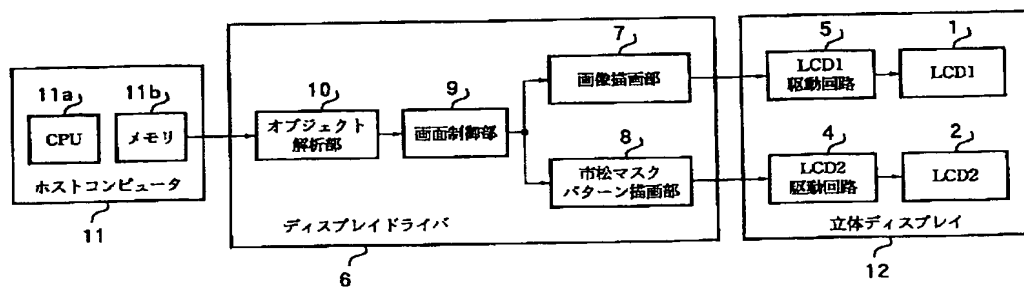 11a
CPU
11b
メモリ
ホストコンピュータ
11
10
オブジェクト
解析部
9
画面制御部
7
画像描画部
8
市松マスク
パターン描画部
ディスプレイドライバ
6
5
LCD1
駆動回路
1
LCD1
4
LCD2
駆動回路
2
LCD2
立体ディスプレイ
12